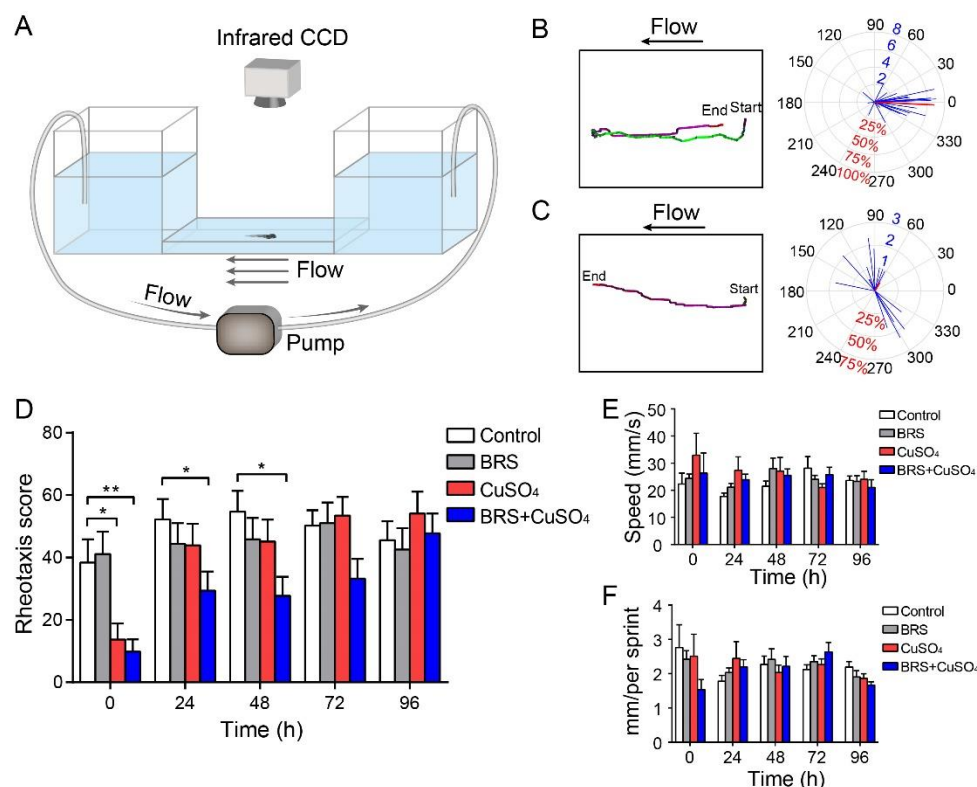 A
Infrared CCD
Flow
Flow
Pump
B
Flow
End Start
90
120 60
150 30
180 0
210 330
240 300
270
8
6
4
2
25%
50%
75%
100%
C
Flow
End
Start
90
120 60
150 30
180 0
210 330
240 300
270
3
2
1
25%
50%
75%
D
Rheotaxis score
80
60
40
20
0
** 
*
*
*
0 24 48 72 96
Time (h)
Control
BRS
CuSO₄
BRS+CuSO₄
E
Speed (mm/s)
50
40
30
20
10
0
0 24 48 72 96
Time (h)
Control
BRS
CuSO₄
BRS+CuSO₄
F
mm/per sprint
4
3
2
1
0
0 24 48 72 96
Time (h)
Control
BRS
CuSO₄
BRS+CuSO₄